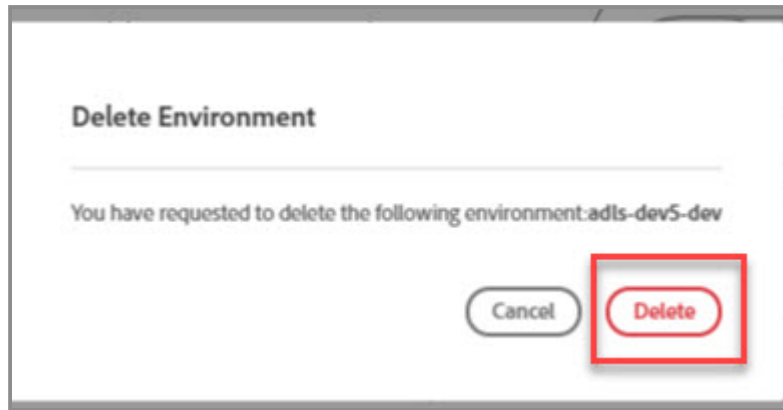 Delete Environment
You have requested to delete the following environment:adls-dev5-dev
Cancel Delete